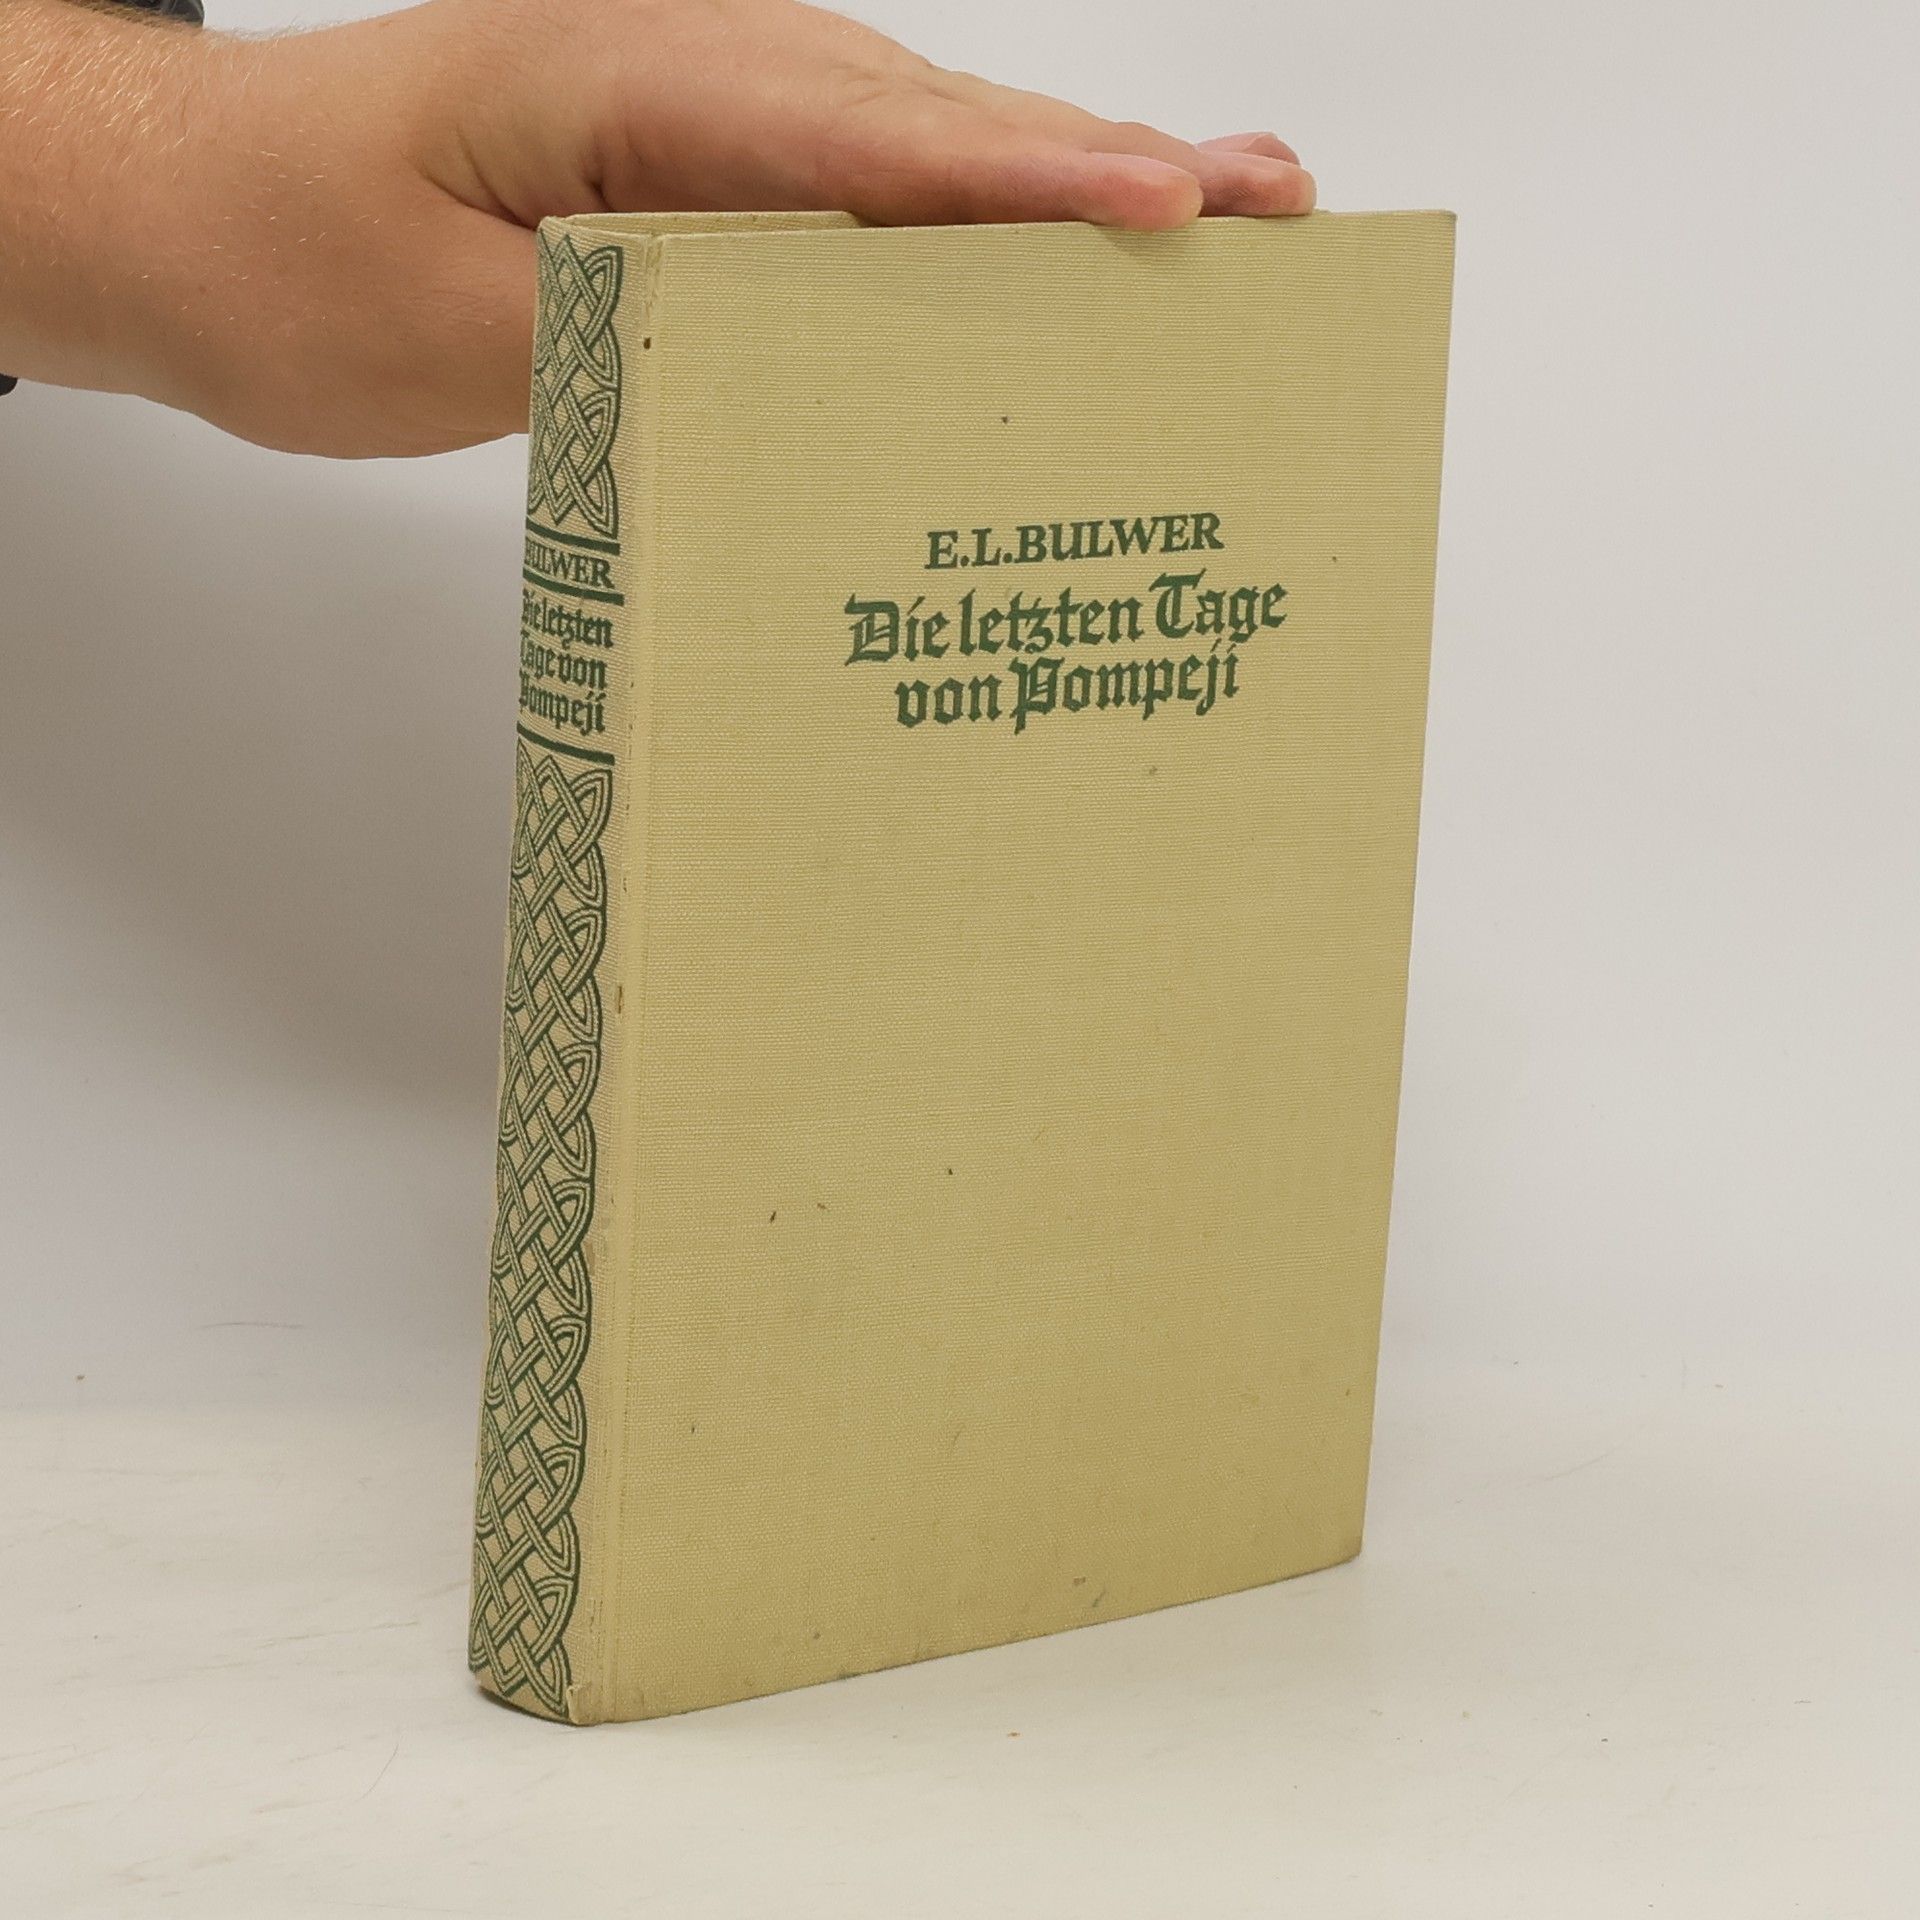 BULWER
Die letzten
Tage von
Pompeji
E.L.BULWER
Die letzten Tage
von Pompeji